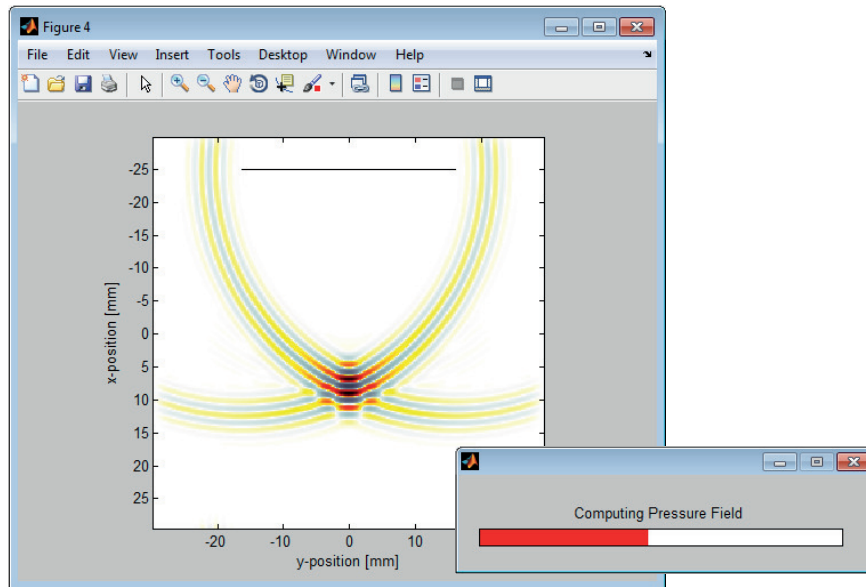 Figure 4
File Edit View Insert Tools Desktop Window Help
-25
-20
-15
-10
-5
0
5
10
15
20
25
x-position [mm]
-20 -10 0 10
y-position [mm]
Computing Pressure Field